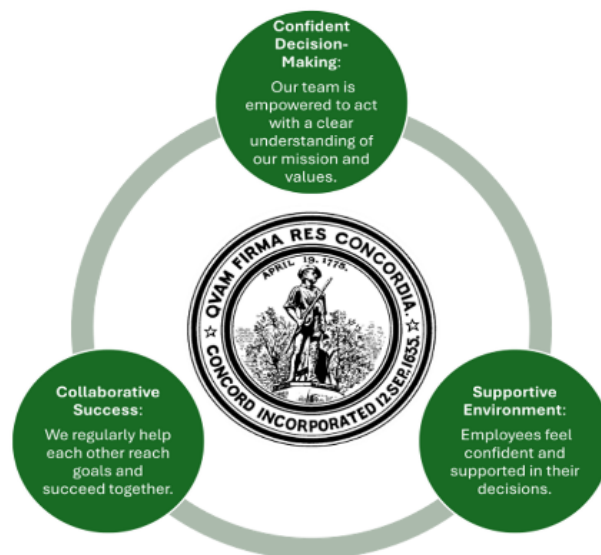 Confident
Decision-
Making:
Our team is
empowered to act
with a clear
understanding of
our mission and
values.
QVAM FIRMA RES CONCORDIA.
APRIL 19. 1775.
CONCORD INCORPORATED 12 SEP. 1635.
Collaborative
Success:
We regularly help
each other reach
goals and
succeed together.
Supportive
Environment:
Employees feel
confident and
supported in their
decisions.